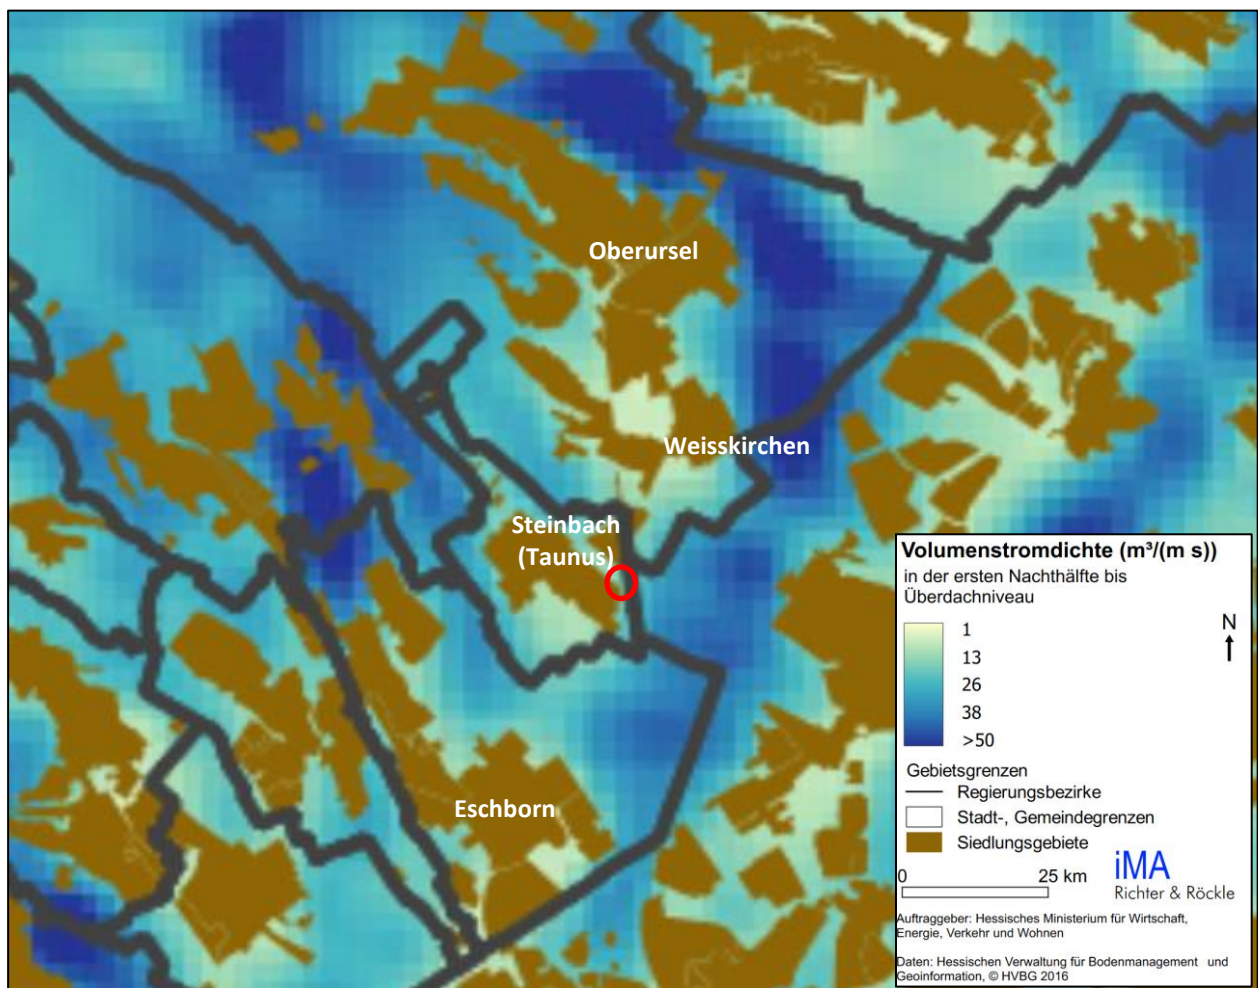 Oberursel
Weisskirchen
Steinbach
(Taunus)
Eschborn
Volumenstromdichte (m³/(m s))
in der ersten Nachthälfte bis
Überdachniveau
N
1
13
26
38
>50
Gebietsgrenzen
Regierungsbezirke
Stadt-, Gemeindegrenzen
Siedlungsgebiete
0 25 km
iMA
Richter & Röckle
Auftraggeber: Hessisches Ministerium für Wirtschaft,
Energie, Verkehr und Wohnen
Daten: Hessischen Verwaltung für Bodenmanagement und
Geoinformation, © HVBG 2016